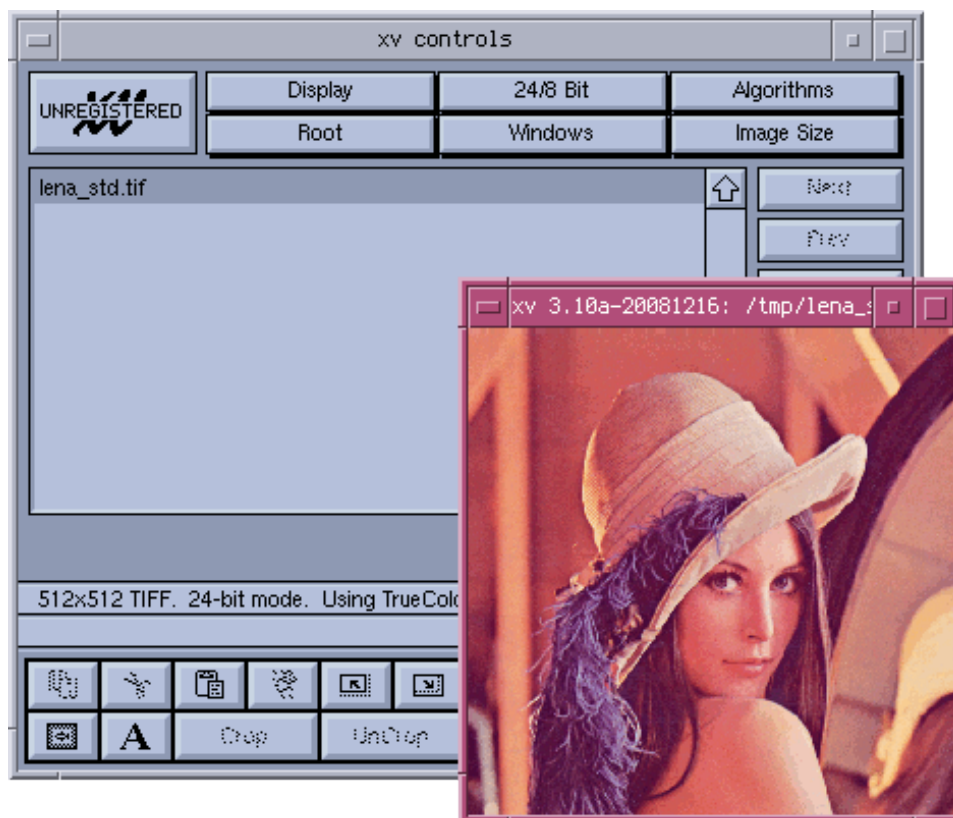 xv controls
UNREGISTERED
Display
24/8 Bit
Algorithms
Root
Windows
Image Size
lena_std.tif
Next
Prev
xv 3.10a-20081216: /tmp/lena_s
512x512 TIFF. 24-bit mode. Using TrueColo
A
Crop
UnCrop